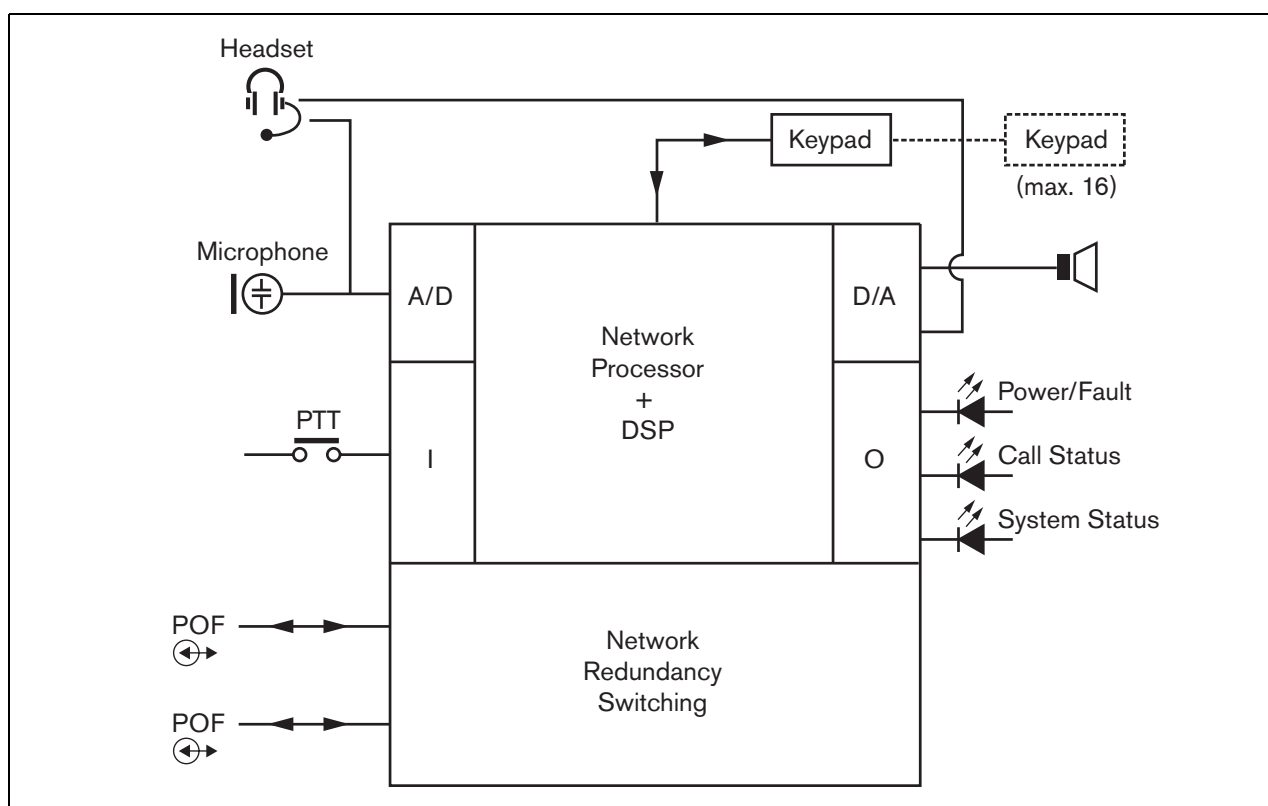 Headset
Keypad
Keypad
(max. 16)
Microphone
A/D
D/A
Network
Processor
+
DSP
Power/Fault
PTT
I
O
Call Status
System Status
POF
Network
Redundancy
Switching
POF